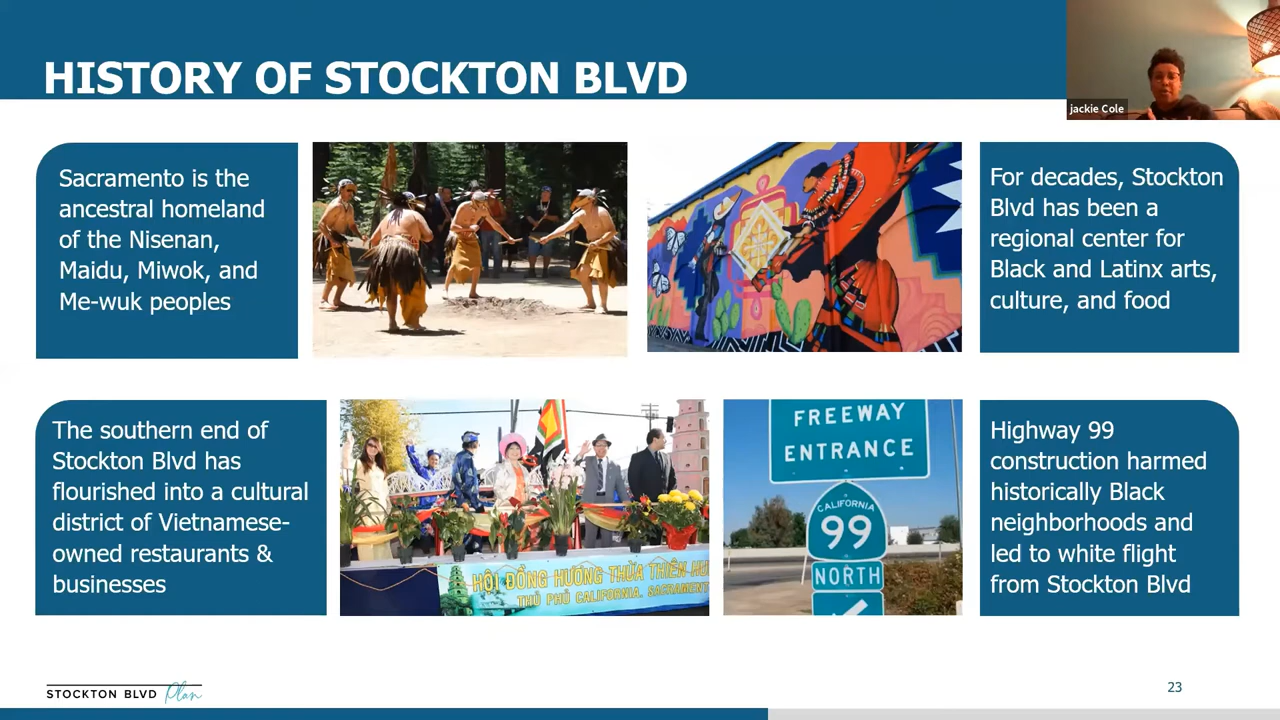 HISTORY OF STOCKTON BLVD
jackie Cole
Sacramento is the
ancestral homeland
of the Nisenan,
Maidu, Miwok, and
Me-wuk peoples
For decades, Stockton
Blvd has been a
regional center for
Black and Latinx arts,
culture, and food
The southern end of
Stockton Blvd has
flourished into a cultural
district of Vietnamese-
owned restaurants &
businesses
HỘI ĐỒNG HƯƠNG THỪA THIÊN HU
THỦ PHỦ CALIFORNIA. SACRAMENT
FREEWAY
ENTRANCE
CALIFORNIA
99
NORTH
Highway 99
construction harmed
historically Black
neighborhoods and
led to white flight
from Stockton Blvd
STOCKTON BLVD Plan
23